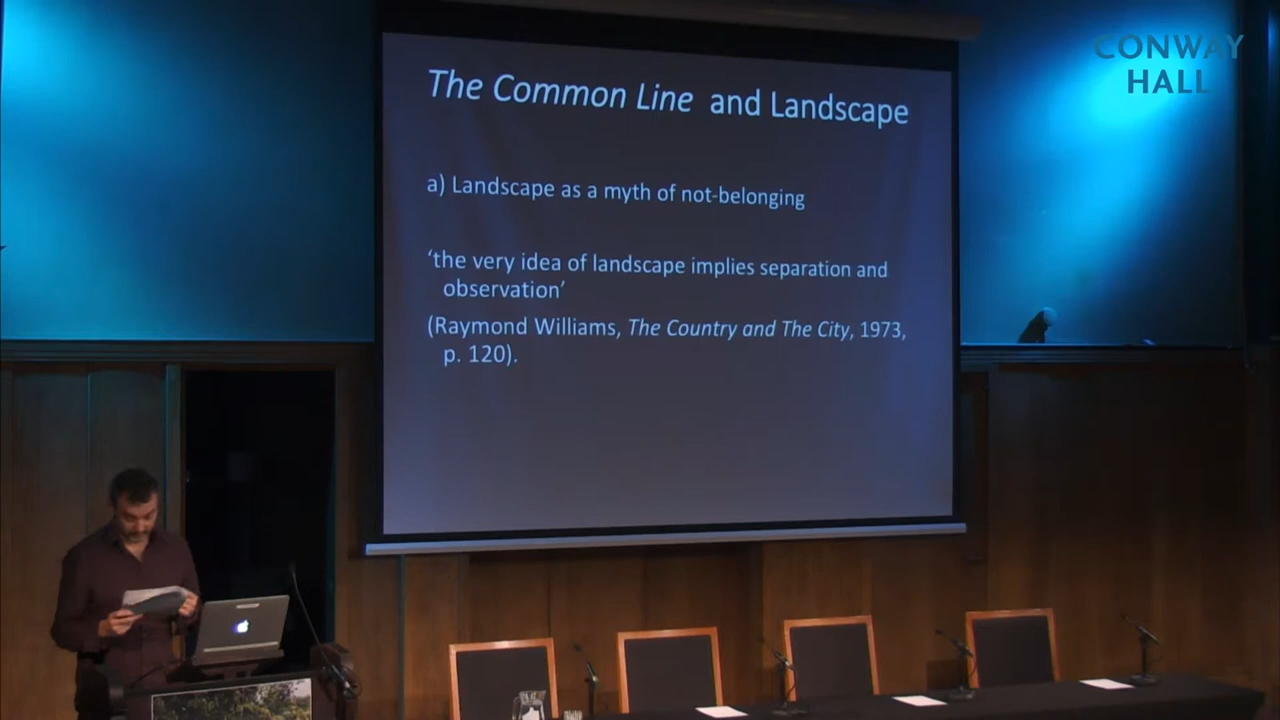 CONWAY
HALL
The Common Line and Landscape
a) Landscape as a myth of not-belonging
‘the very idea of landscape implies separation and
observation’
(Raymond Williams, The Country and The City, 1973,
p. 120).